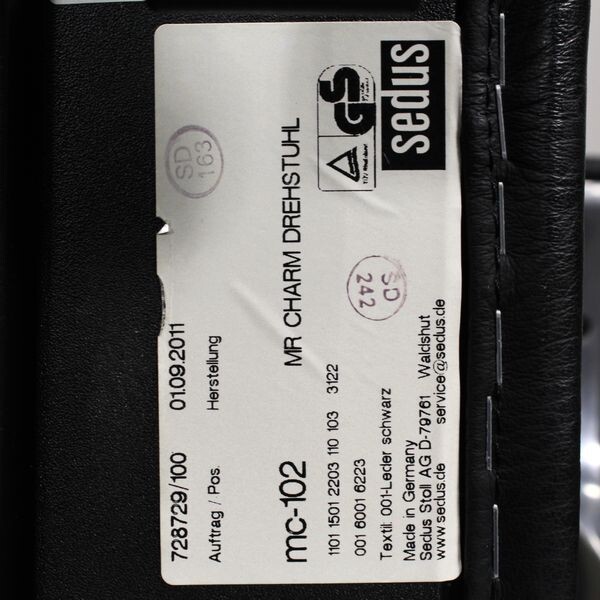 728729/100 01.09.2011
Auftrag / Pos. Herstellung
mc-102 MR CHARM DREHSTUHL
1101 1501 2203 110 103 3122
001 6001 6223
Textil: 001-Leder schwarz
Made in Germany
Sedus Stoll AG D-79761 Waldshut
www.sedus.de service@sedus.de
SD
163
SD
242
GS
sedus